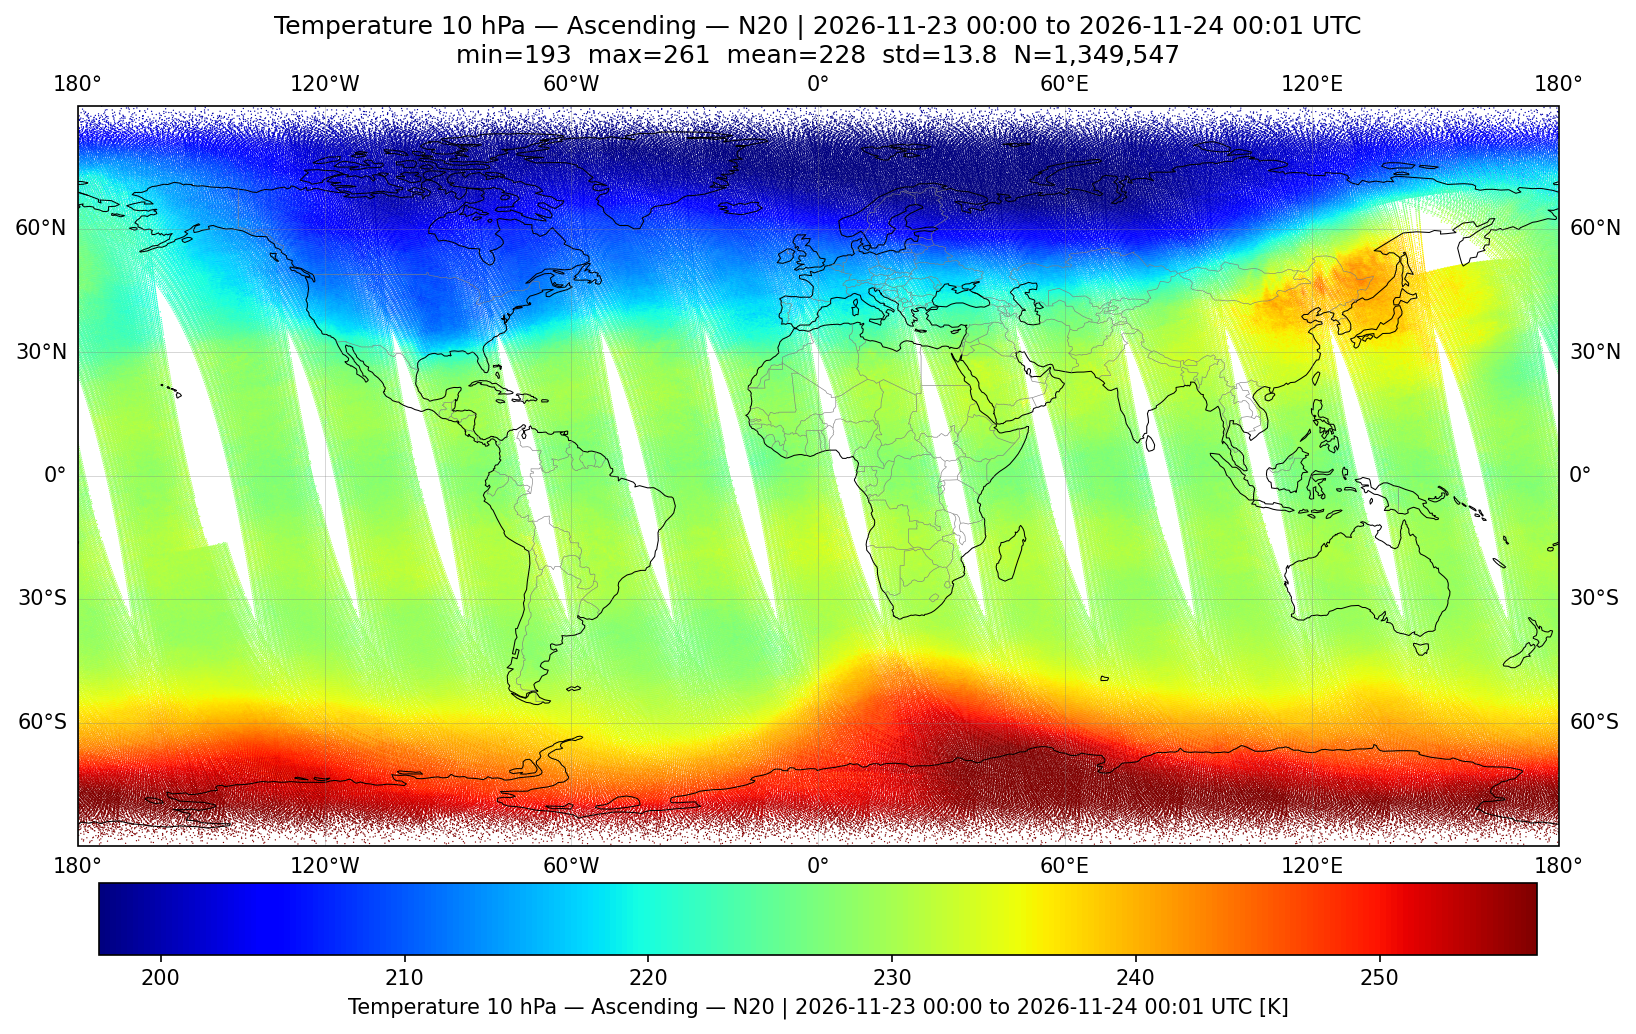 Temperature 10 hPa — Ascending — N20 | 2026-11-23 00:00 to 2026-11-24 00:01 UTC
min=193  max=261  mean=228  std=13.8  N=1,349,547
180° 120°W 60°W 0° 60°E 120°E 180°
60°N 60°N
30°N 30°N
0° 0°
30°S 30°S
60°S 60°S
180° 120°W 60°W 0° 60°E 120°E 180°
200 210 220 230 240 250
Temperature 10 hPa — Ascending — N20 | 2026-11-23 00:00 to 2026-11-24 00:01 UTC [K]